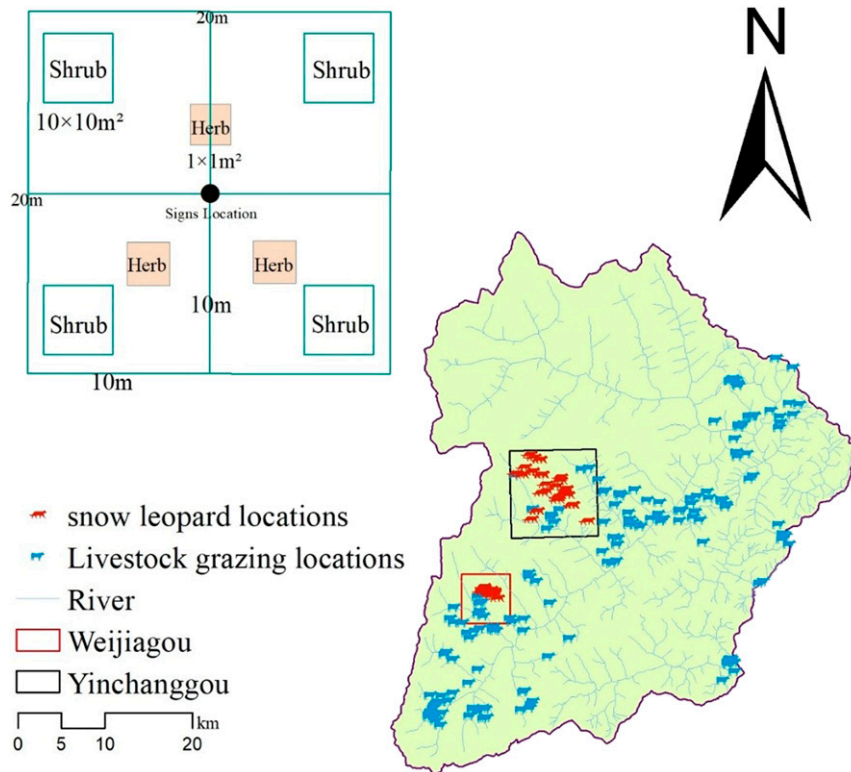 20m
N
Shrub
Shrub
10×10m²
Herb
1×1m²
20m
Signs Location
Herb
Herb
10m
Shrub
Shrub
10m
snow leopard locations
Livestock grazing locations
River
Weijiagou
Yinchanggou
km
0 5 10 20